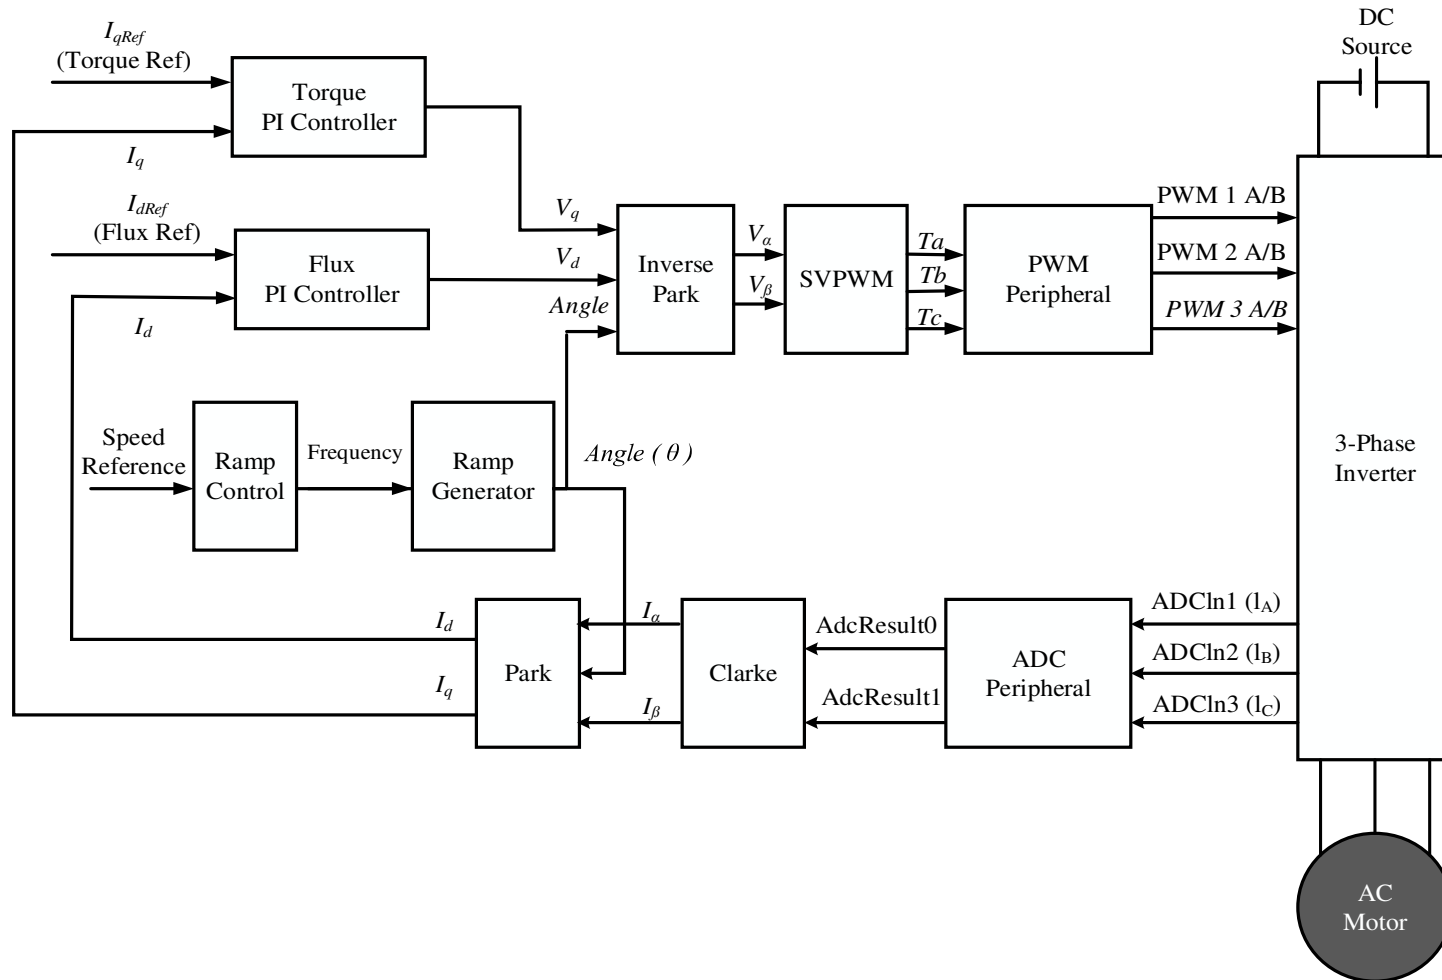 I_qRef
(Torque Ref)
Torque
PI Controller
I_q
DC
Source
I_dRef
(Flux Ref)
Flux
PI Controller
I_d
V_q
V_d
Angle
Inverse
Park
V_α
V_β
SVPWM
Ta
Tb
Tc
PWM
Peripheral
PWM 1 A/B
PWM 2 A/B
PWM 3 A/B
3-Phase
Inverter
Speed
Reference
Ramp
Control
Frequency
Ramp
Generator
Angle ( θ )
I_d
I_q
Park
I_α
I_β
Clarke
AdcResult0
AdcResult1
ADC
Peripheral
ADCln1 (l_A)
ADCln2 (l_B)
ADCln3 (l_C)
AC
Motor